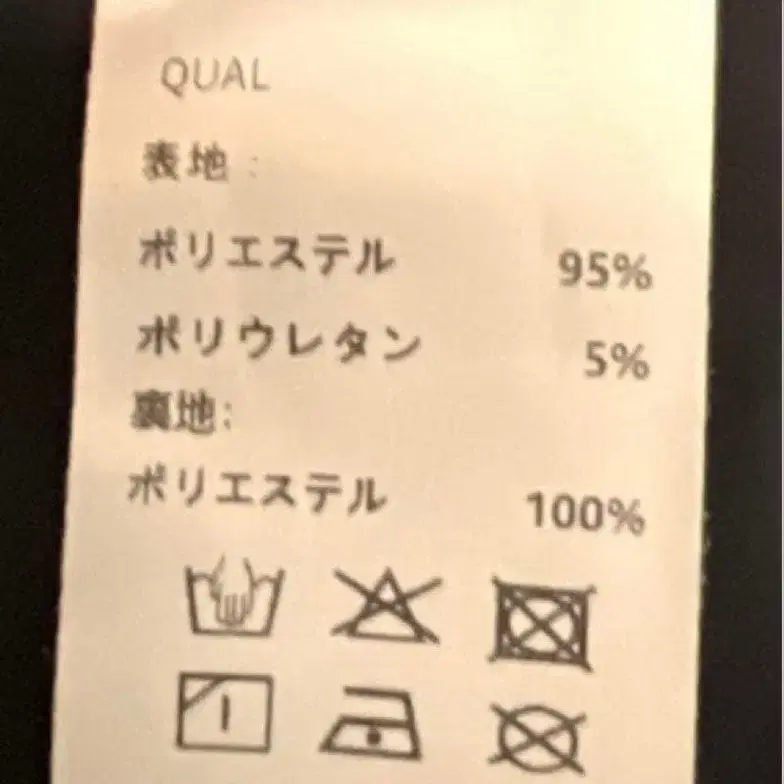 QUAL
表地:
ポリエステル 95%
ポリウレタン 5%
裏地:
ポリエステル 100%